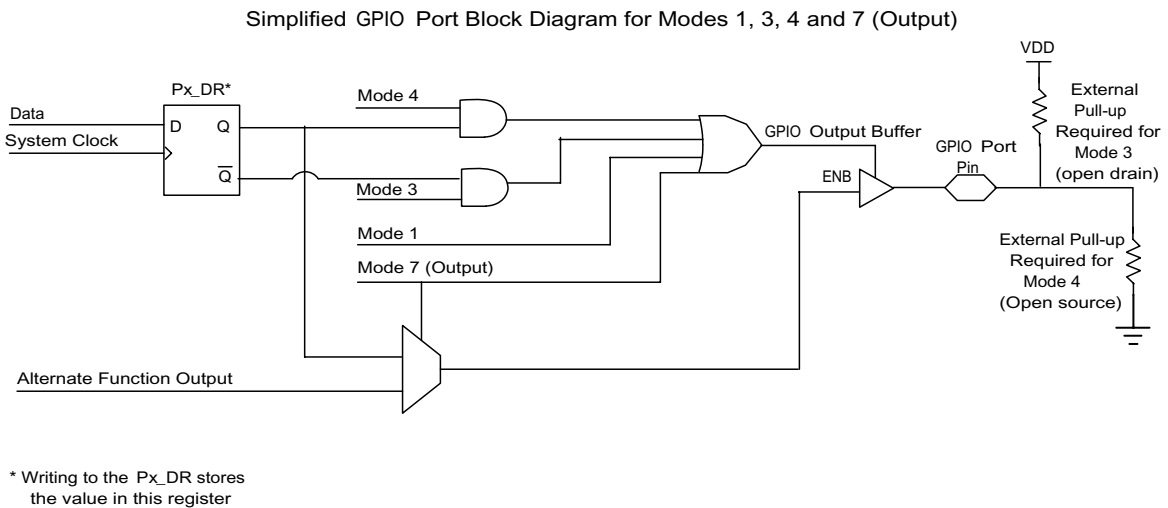 Simplified GPIO Port Block Diagram for Modes 1, 3, 4 and 7 (Output)
VDD
Px_DR*
Mode 4
External
Pull-up
Required for
Mode 3
(open drain)
Data
D Q
System Clock
GPIO Output Buffer
GPIO Port
Pin
Q
Mode 3
ENB
Mode 1
External Pull-up
Required for
Mode 4
(Open source)
Mode 7 (Output)
Alternate Function Output
* Writing to the Px_DR stores
the value in this register